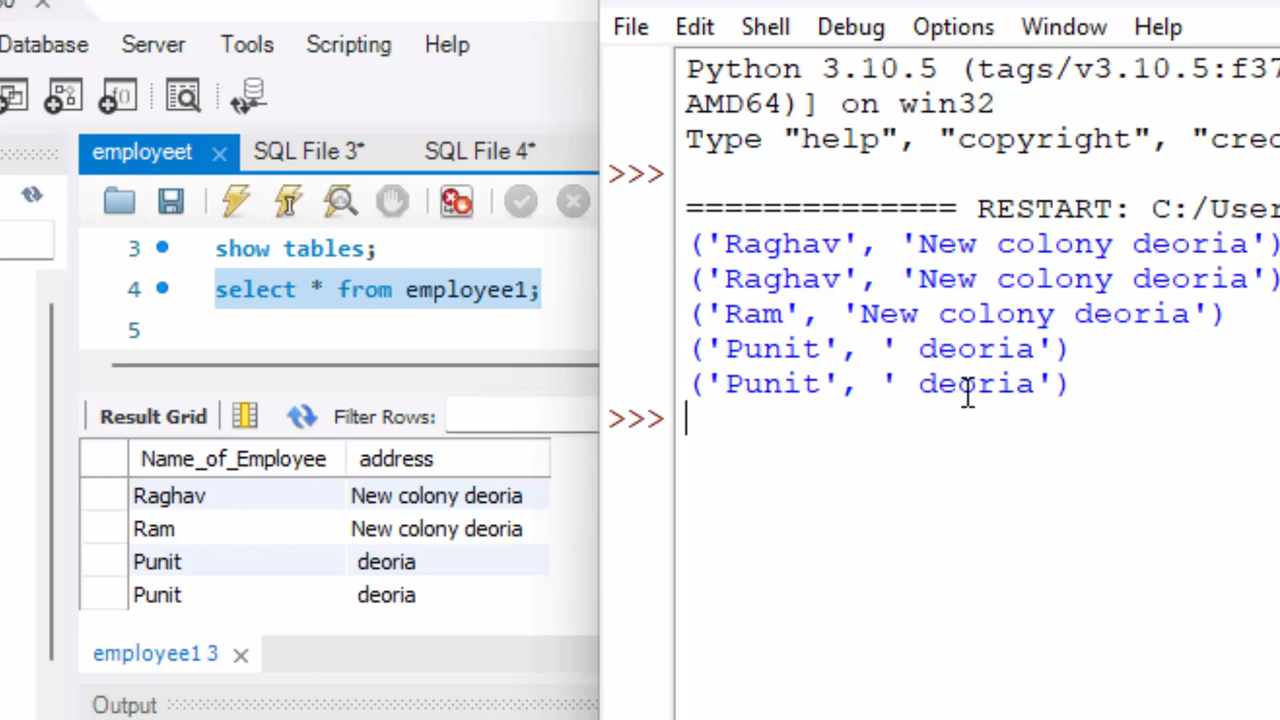 Database Server Tools Scripting Help
employeet SQL File 3* SQL File 4*
3 show tables;
4 select * from employee1;
5
Result Grid Filter Rows:
Name_of_Employee address
Raghav New colony deoria
Ram New colony deoria
Punit deoria
Punit deoria
employee1 3
Output
File Edit Shell Debug Options Window Help
Python 3.10.5 (tags/v3.10.5:f37
AMD64)] on win32
Type "help", "copyright", "cred
>>>
============== RESTART: C:/User
('Raghav', 'New colony deoria')
('Raghav', 'New colony deoria')
('Ram', 'New colony deoria')
('Punit', ' deoria')
('Punit', ' deoria')
>>>